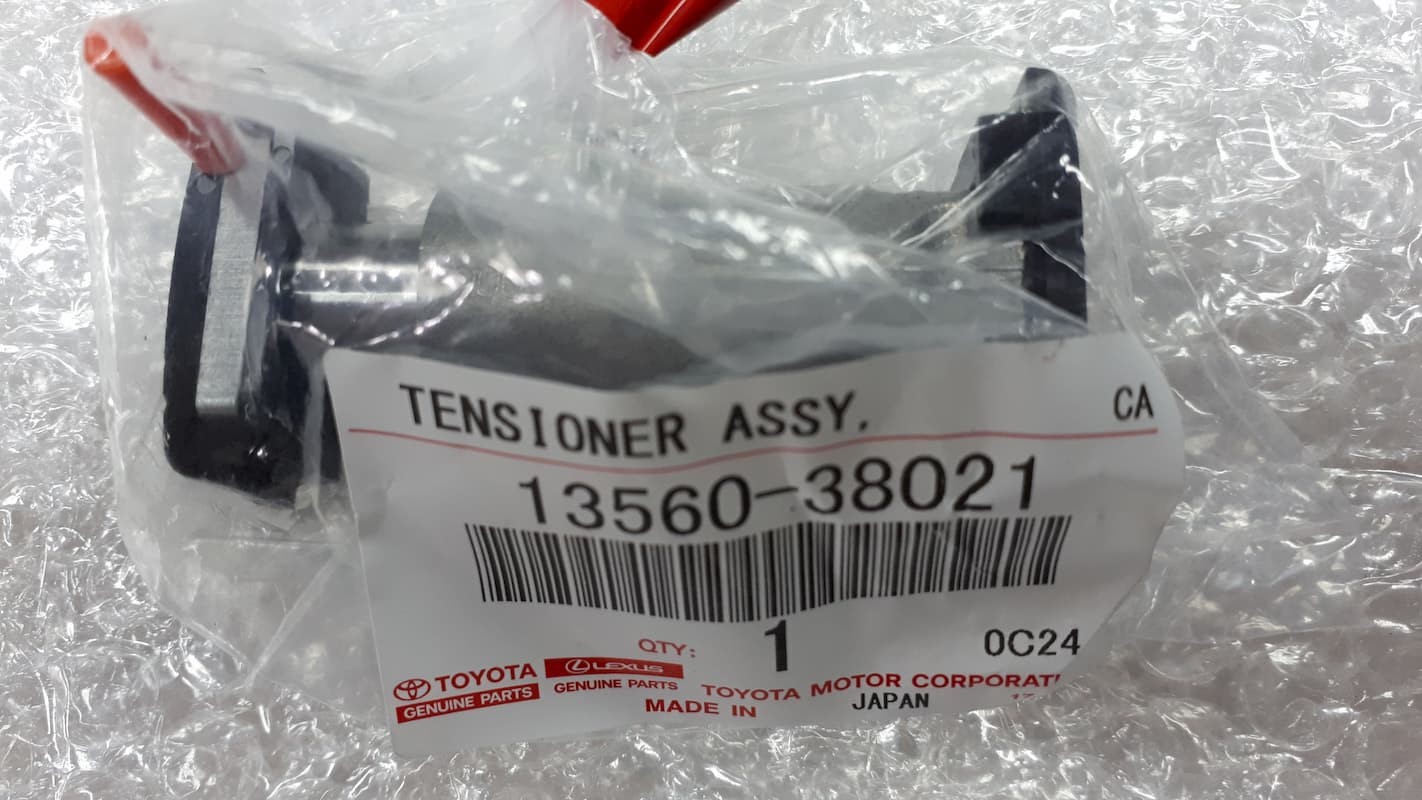 TENSIONER ASSY, CA
13560-38021
QTY: 1 0C24
TOYOTA LEXUS
GENUINE PARTS GENUINE PARTS TOYOTA MOTOR CORPORATI
MADE IN JAPAN